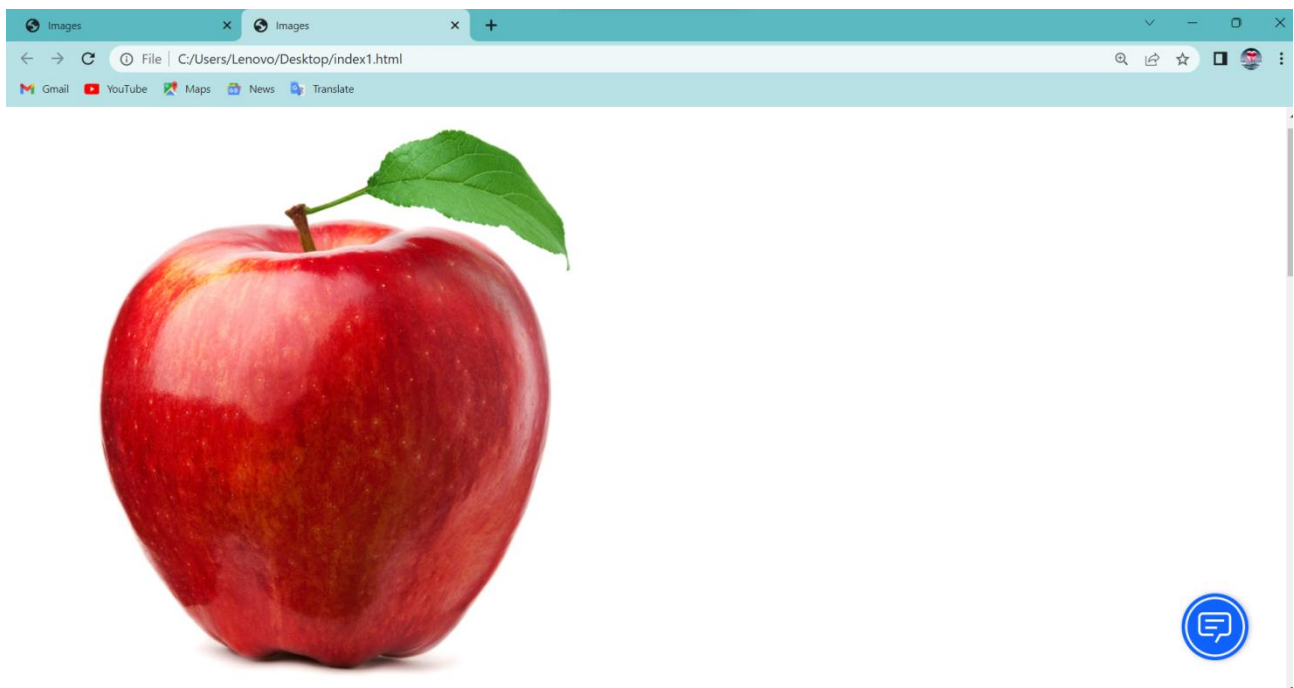 Images Images
File C:/Users/Lenovo/Desktop/index1.html
Gmail YouTube Maps News Translate